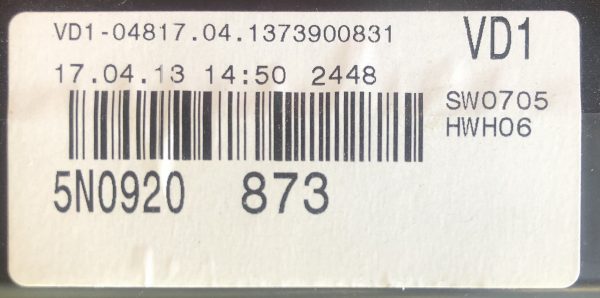 VD1-04817.04.1373900831
VD1
17.04.13 14:50 2448
SW0705
HWH06
5N0920 873